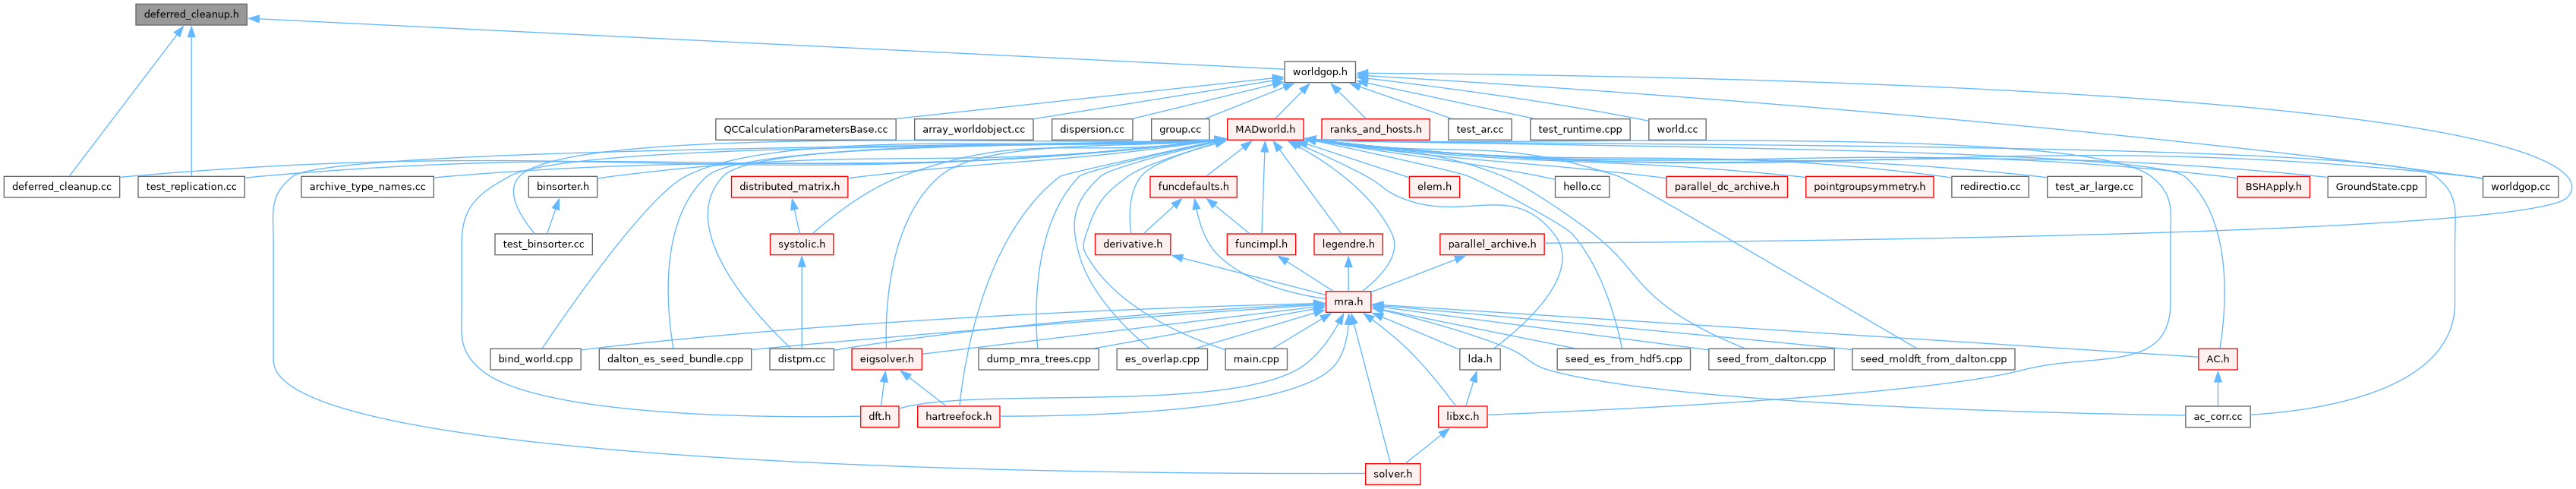 deferred_cleanup.h
worldgop.h
QCCalculationParametersBase.cc
array_worldobject.cc
dispersion.cc
group.cc
MADworld.h
ranks_and_hosts.h
test_ar.cc
test_runtime.cpp
world.cc
deferred_cleanup.cc
test_replication.cc
archive_type_names.cc
binsorter.h
distributed_matrix.h
funcdefaults.h
elem.h
hello.cc
parallel_dc_archive.h
pointgroupsymmetry.h
redirectio.cc
test_ar_large.cc
BSHApply.h
GroundState.cpp
worldgop.cc
test_binsorter.cc
systolic.h
derivative.h
funcimpl.h
legendre.h
parallel_archive.h
mra.h
bind_world.cpp
dalton_es_seed_bundle.cpp
distpm.cc
eigsolver.h
dump_mra_trees.cpp
es_overlap.cpp
main.cpp
lda.h
seed_es_from_hdf5.cpp
seed_from_dalton.cpp
seed_moldft_from_dalton.cpp
AC.h
dft.h
hartreefock.h
libxc.h
ac_corr.cc
solver.h